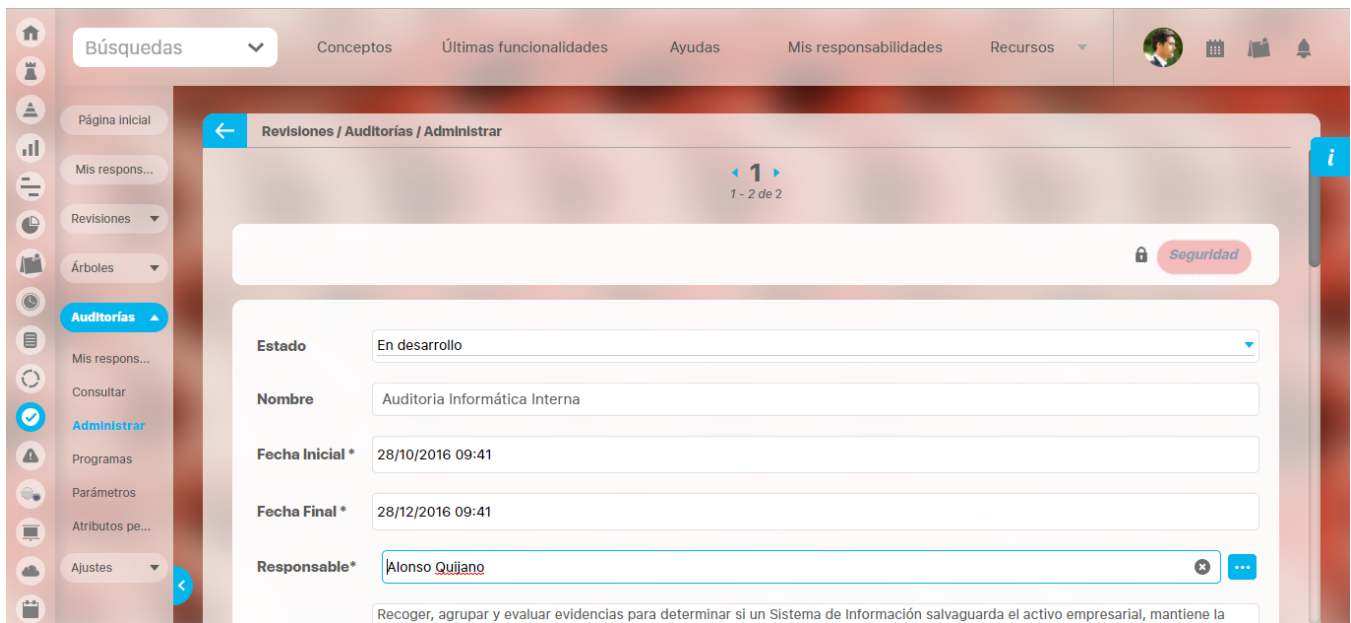 Búsquedas
Conceptos
Últimas funcionalidades
Ayudas
Mis responsabilidades
Recursos
Página inicial
Mis respons...
Revisiones
Árboles
Auditorías
Mis respons...
Consultar
Administrar
Programas
Parámetros
Atributos pe...
Ajustes
Revisiones / Auditorías / Administrar
1
1 - 2 de 2
i
Seguridad
Estado
En desarrollo
Nombre
Auditoria Informática Interna
Fecha Inicial *
28/10/2016 09:41
Fecha Final *
28/12/2016 09:41
Responsable*
Alonso Quijano
Recoger, agrupar y evaluar evidencias para determinar si un Sistema de Información salvaguarda el activo empresarial, mantiene la